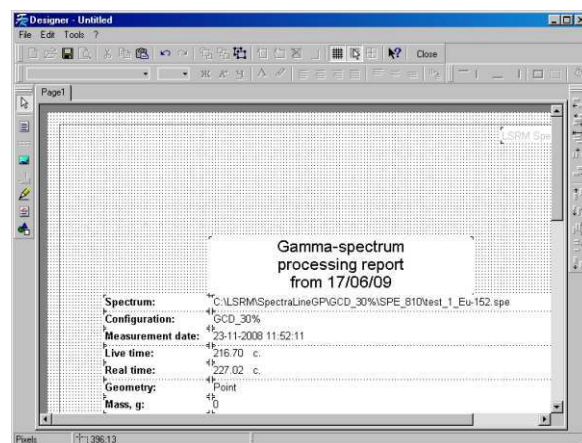 Designer - Untitled
File Edit Tools ?
Close
Ж К Ч
Page1
LSRM Spe
Gamma-spectrum
processing report
from 17/06/09
Spectrum: C:\LSRM\SpectraLineGP\GCD_30%\SPE_810\test_1_Eu-152.spe
Configuration: GCD_30%
Measurement date: 23-11-2008 11:52:11
Live time: 216.70 c.
Real time: 227.02 c.
Geometry: Point
Mass, g: 0
Pixels 396.13